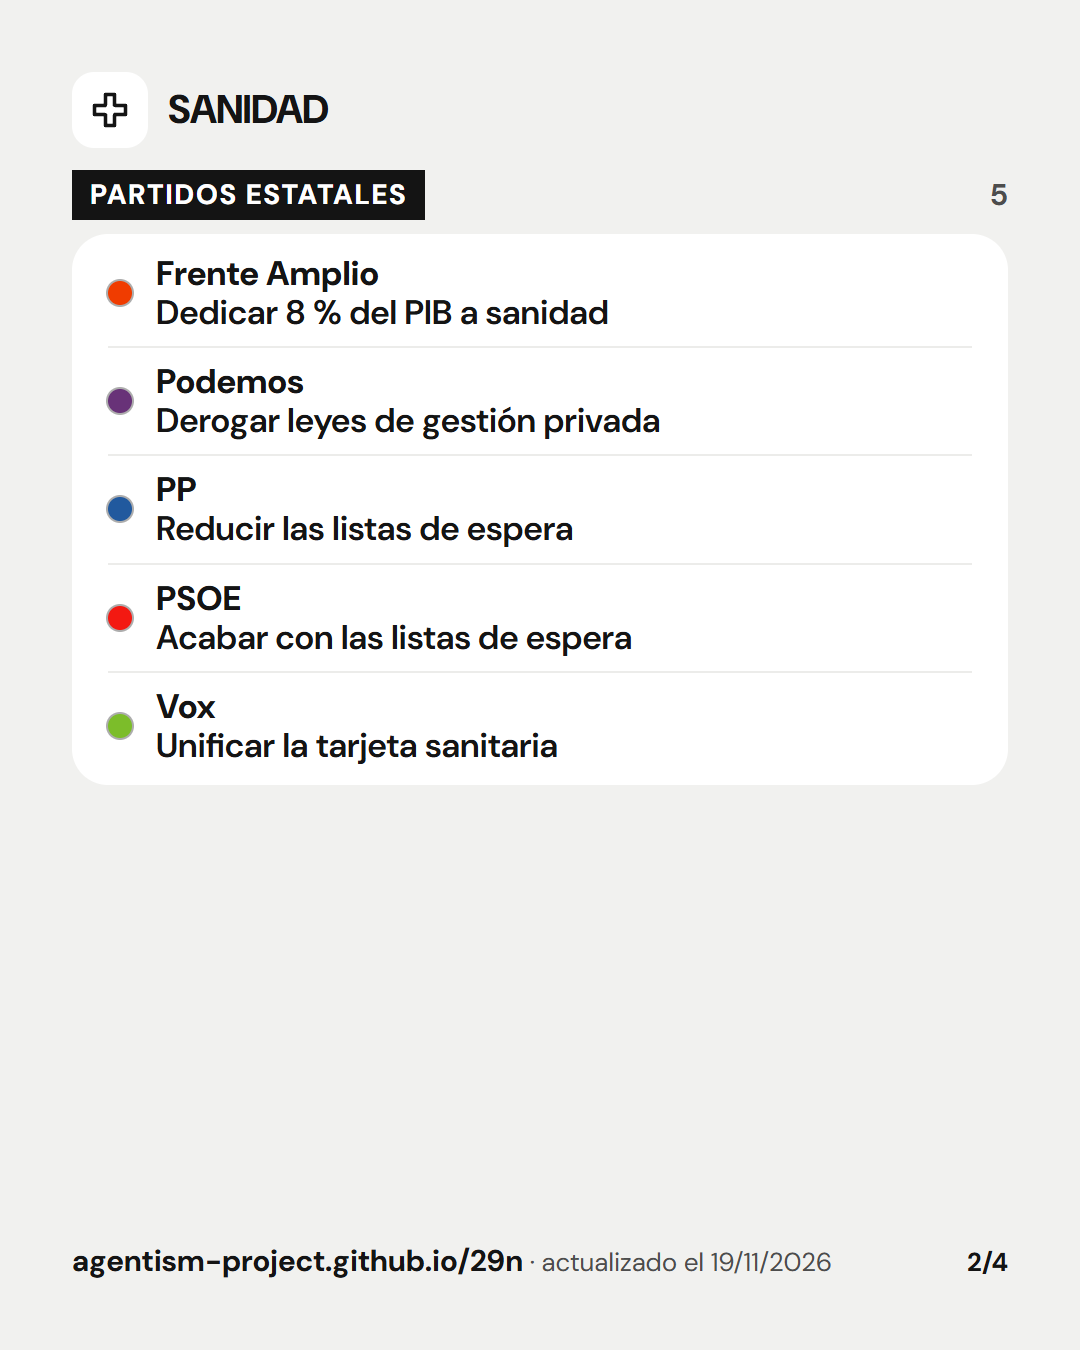 SANIDAD
PARTIDOS ESTATALES
5
Frente Amplio
Dedicar 8 % del PIB a sanidad
Podemos
Derogar leyes de gestión privada
PP
Reducir las listas de espera
PSOE
Acabar con las listas de espera
Vox
Unificar la tarjeta sanitaria
agentism-project.github.io/29n · actualizado el 19/11/2026
2/4